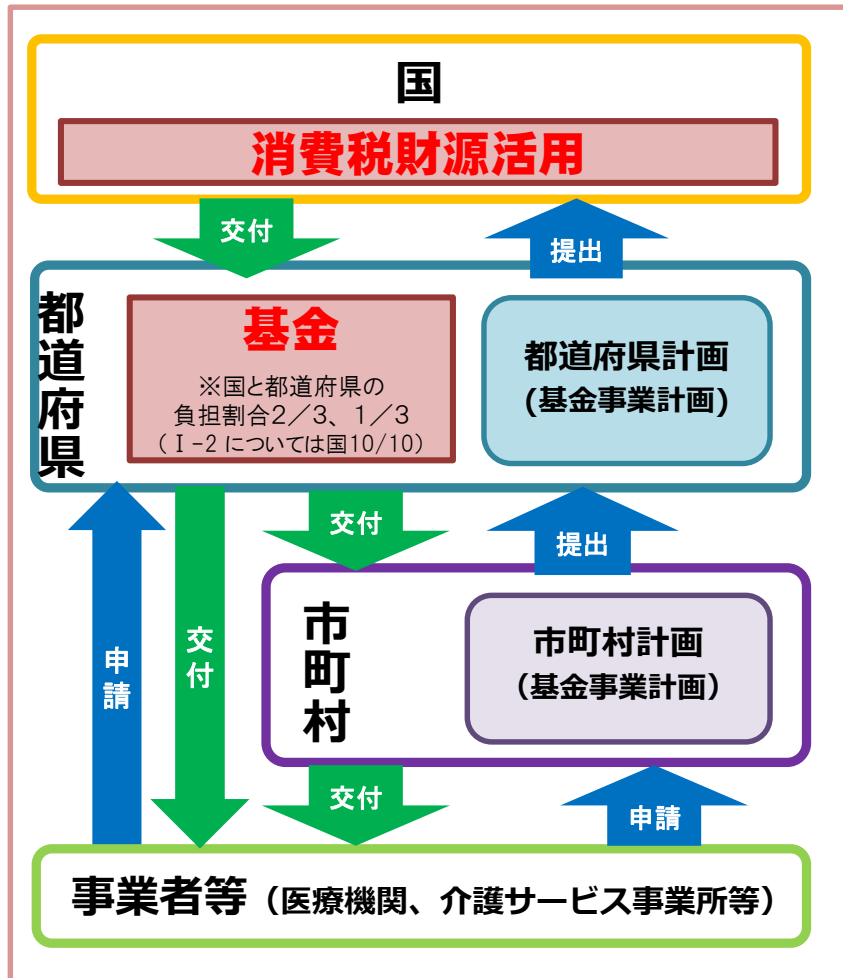 国
消費税財源活用
交付
提出
都道府県
基金
※国と都道府県の
負担割合2／3、1／3
(Ⅰ-2 については国10/10)
都道府県計画
(基金事業計画)
交付
提出
申請
交付
市町村
市町村計画
(基金事業計画)
交付
申請
事業者等（医療機関、介護サービス事業所等）